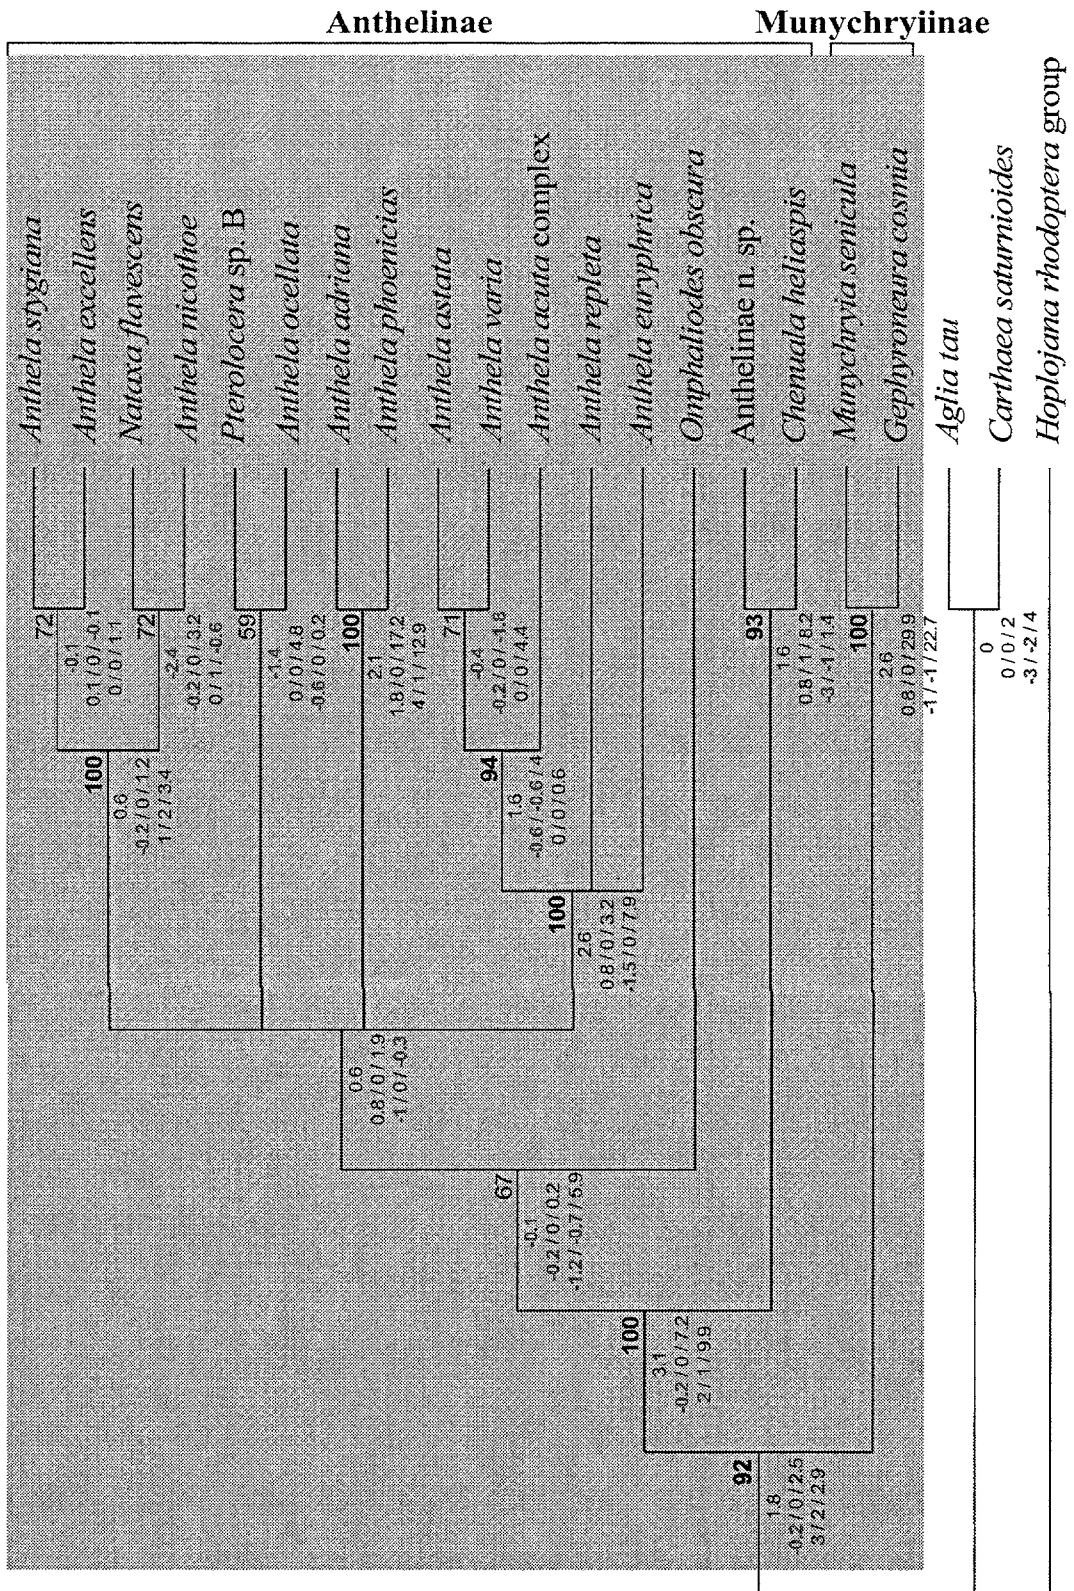 Anthelinae
Munychryiinae
Anthela stygiana
Anthela excellens
Nataxa flavescens
Anthela nicothoe
Pterolocera sp. B
Anthela ocellata
Anthela adriana
Anthela phoenicias
Anthela astata
Anthela varia
Anthela acuta complex
Anthela repleta
Anthela euryphrica
Omphaliodes obscura
Anthelinae n. sp.
Chenuala heliaspis
Munychryia senicula
Gephyroneura cosmia
Aglia tau
Carthaea saturnioides
Hoplojana rhodoptera group
72
-0.1
0.1 / 0 / -0.1
0 / 0 / 1.1
72
-2.4
-0.2 / 0 / 3.2
0 / 1 / -0.6
100
0.6
-0.2 / 0 / 1.2
1 / 2 / 3.4
59
-1.4
0 / 0 / 4.8
-0.6 / 0 / 0.2
100
2.1
1.8 / 0 / 17.2
4 / 1 / 12.9
71
-0.4
-0.2 / 0 / -1.8
0 / 0 / 4.4
94
1.6
-0.6 / -0.6 / 4
0 / 0 / 0.6
100
2.6
0.8 / 0 / 3.2
-1.5 / 0 / 7.9
0.6
0.8 / 0 / 1.9
-1 / 0 / -0.3
67
-0.1
-0.2 / 0 / 0.2
-1.2 / -0.7 / 5.9
93
1.6
0.8 / 1 / 8.2
-3 / -1 / 1.4
100
2.6
0.8 / 0 / 29.9
-1 / -1 / 22.7
100
3.1
-0.2 / 0 / 7.2
2 / 1 / 9.9
92
1.8
-0.2 / 0 / 2.5
3 / 2 / 2.9
0
0 / 0 / 2
-3 / -2 / 4